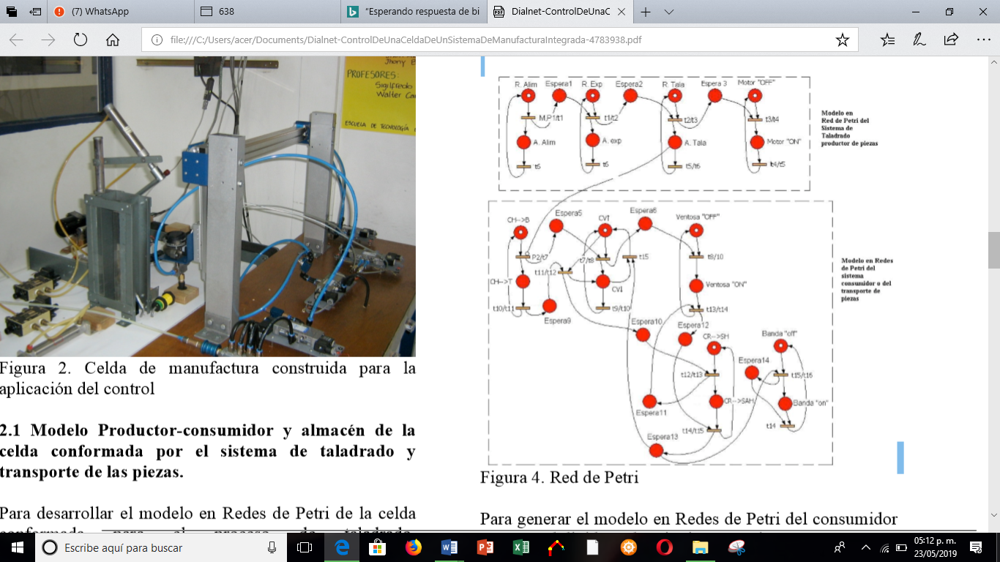 (7) WhatsApp
638
"Esperando respuesta de bi
Dialnet-ControlDeUnaC
file:///C:/Users/acer/Documents/Dialnet-ControlDeUnaCeldaDeUnSistemaDeManufacturaIntegrada-4783938.pdf
Jhony B
PROFESORES:
Sigifredo
Walter
ESCUELA DE TECNOLOGÍA
Figura 2. Celda de manufactura construida para la
aplicación del control
2.1 Modelo Productor-consumidor y almacén de la
celda conformada por el sistema de taladrado y
transporte de las piezas.
Para desarrollar el modelo en Redes de Petri de la celda
R. Alim
Espera1
R. Exp
Espera2
R. Tala
Espera 3
Motor "OFF"
M.P1/t1
t1/t2
t2/t3
t3/t4
A. Alim
A. exp
A. Tala
Motor "ON"
t6
t6
t5/t6
t4/t5
Modelo en
Red de Petri del
Sistema de
Taladrado
productor de piezas
CH-->B
Espera5
CVT
Espera6
Ventosa "OFF"
P2/t7
t7/t8
t15
t8/10
t11/t12
CH-->T
CVI
Ventosa "ON"
t10/t11
Espera9
t9/t10
t13/t14
Espera10
Espera12
CR-->SH
Banda "off"
Espera14
t12/t13
t15/t16
Espera11
CR-->SAH
Banda "on"
t14/t15
t14
Espera13
Modelo en Redes
de Petri del
sistema
consumidor o del
transporte de
piezas
Figura 4. Red de Petri
Para generar el modelo en Redes de Petri del consumidor
Escribe aquí para buscar
05:12 p. m.
23/05/2019